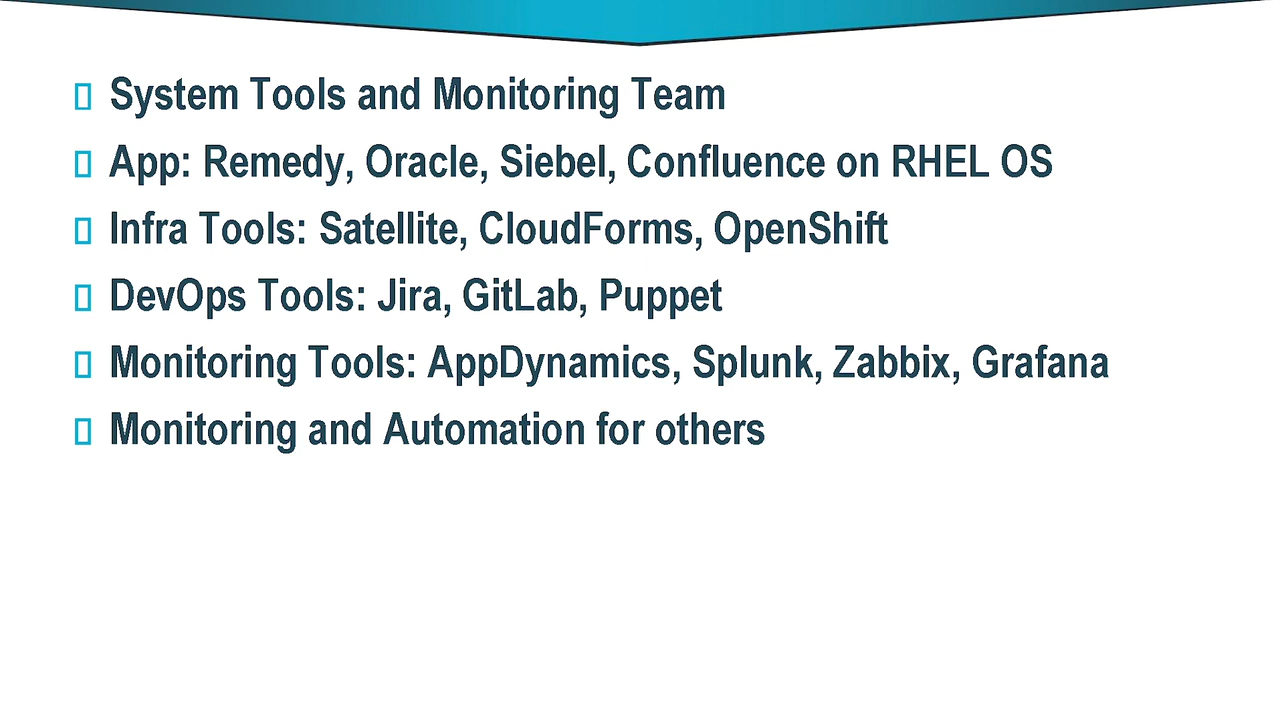 System Tools and Monitoring Team
App: Remedy, Oracle, Siebel, Confluence on RHEL OS
Infra Tools: Satellite, CloudForms, OpenShift
DevOps Tools: Jira, GitLab, Puppet
Monitoring Tools: AppDynamics, Splunk, Zabbix, Grafana
Monitoring and Automation for others